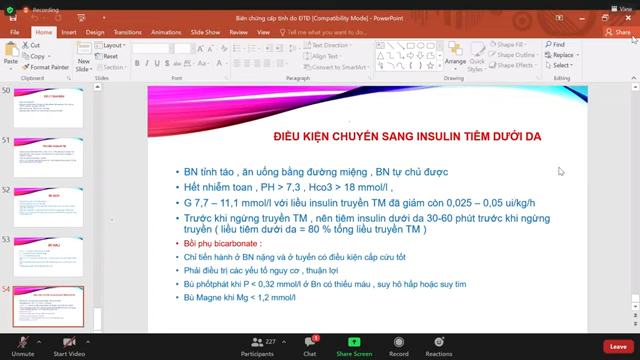 Recording
View
Biến chứng cấp tính do ĐTĐ [Compatibility Mode] - PowerPoint
File
Home
Insert
Design
Transitions
Animations
Slide Show
Review
View
Tell me what you want to do...
Share
Paste
Cut
Copy
Format Painter
Clipboard
New
Slide
Layout
Reset
Section
Slides
Font
Paragraph
Text Direction
Align Text
Convert to SmartArt
Drawing
Arrange
Quick
Styles
Shape Fill
Shape Outline
Shape Effects
Find
Replace
Select
Editing
50
51
52
53
54
ĐIỀU KIỆN CHUYỂN SANG INSULIN TIÊM DƯỚI DA
• BN tỉnh táo , ăn uống bằng đường miệng , BN tự chủ được
• Hết nhiễm toan , PH > 7,3 , Hco3 > 18 mmol/l ,
• G 7,7 – 11,1 mmol/l với liều insulin truyền TM đã giảm còn 0,025 – 0,05 ui/kg/h
• Trước khi ngừng truyền TM , nên tiêm insulin dưới da 30-60 phút trước khi ngừng
truyền ( liều tiêm dưới da = 80 % tổng liều truyền TM )
• Bồi phụ bicarbonate :
• Chỉ tiến hành ở BN nặng và ở tuyến có điều kiện cấp cứu tốt
• Phải điều trị các yếu tố nguy cơ , thuận lợi
• Bù phốtphát khi P < 0,32 mmol/l ở Bn có thiếu máu , suy hô hấp hoặc suy tim
• Bù Magne khi Mg < 1,2 mmol/l
Unmute
Start Video
227
Participants
1
Chat
Share Screen
Record
Reactions
Leave